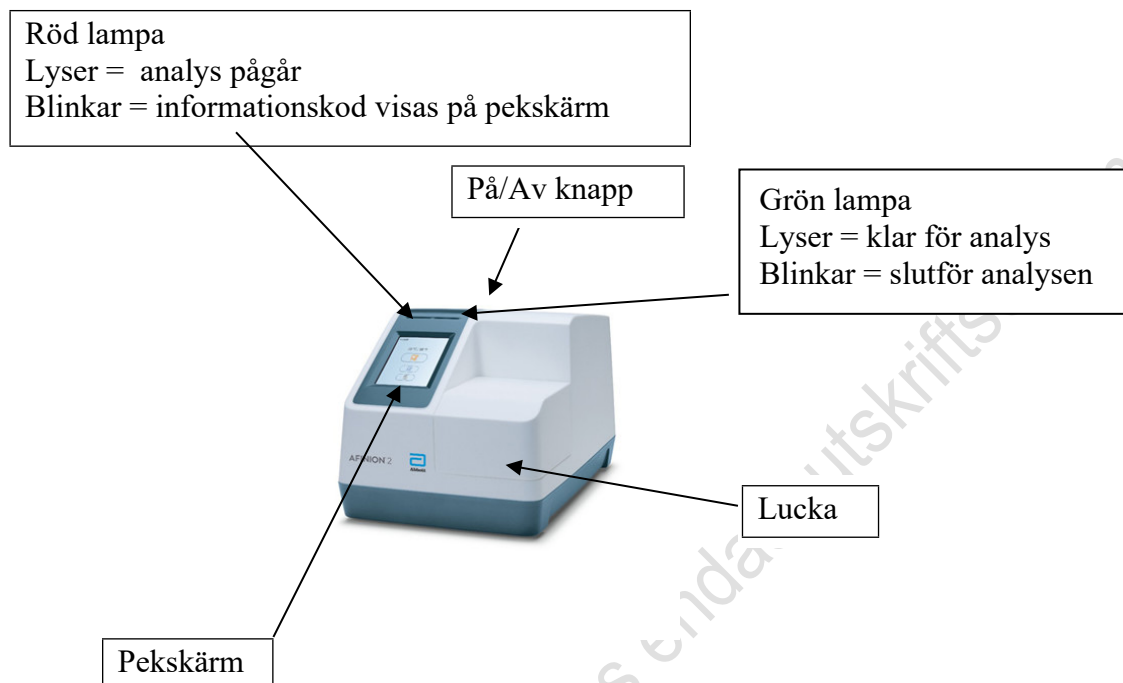 Röd lampa
Lyser = analys pågår
Blinkar = informationskod visas på pekskärm
På/Av knapp
Grön lampa
Lyser = klar för analys
Blinkar = slutför analysen
AFINION 2
Abbott
Lucka
Pekskärm